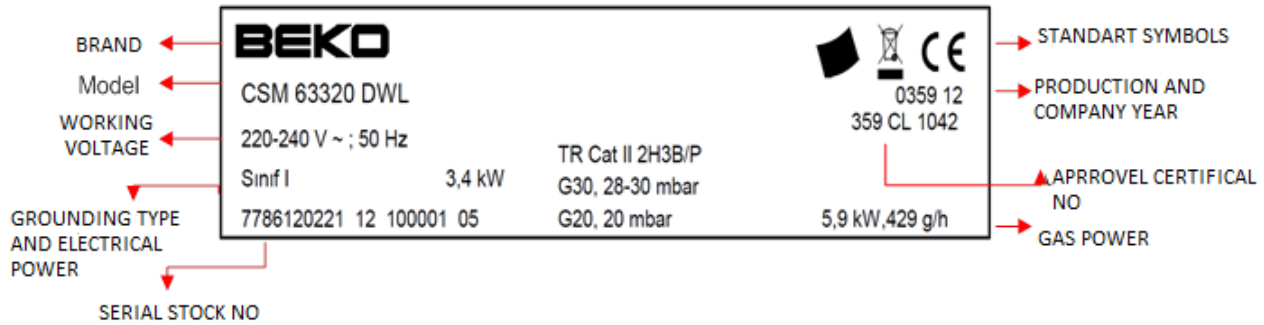 BRAND
Model
WORKING
VOLTAGE
GROUNDING TYPE
AND ELECTRICAL
POWER
SERIAL STOCK NO
BEKO
CSM 63320 DWL
220-240 V ~ ; 50 Hz
Sınıf I 3,4 kW
7786120221 12 100001 05
TR Cat II 2H3B/P
G30, 28-30 mbar
G20, 20 mbar
CE
0359 12
359 CL 1042
5,9 kW,429 g/h
STANDART SYMBOLS
PRODUCTION AND
COMPANY YEAR
APRROVEL CERTIFICAL
NO
GAS POWER